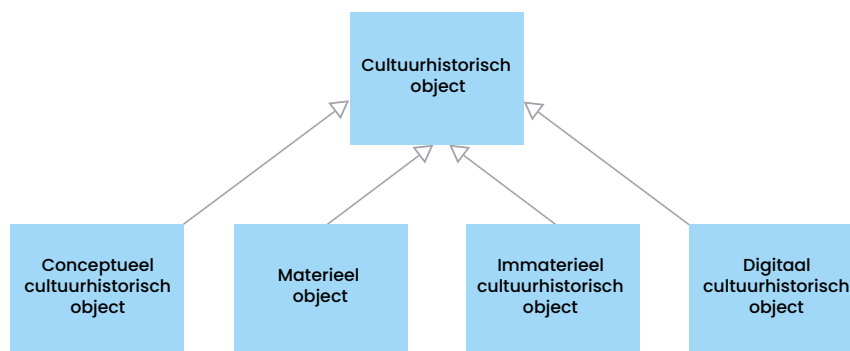 Cultuurhistorisch
object
Conceptueel
cultuurhistorisch
object
Materieel
object
Immaterieel
cultuurhistorisch
object
Digitaal
cultuurhistorisch
object